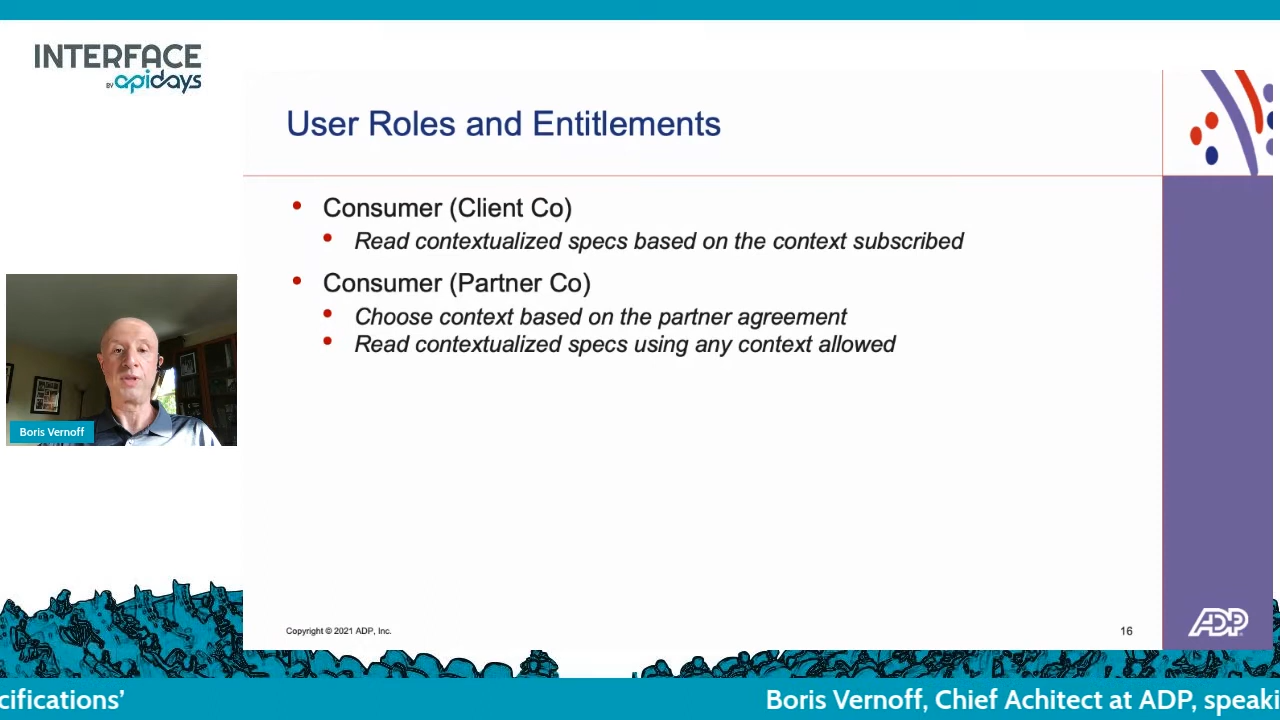 INTERFACE
BY apidays
User Roles and Entitlements
Consumer (Client Co)
Read contextualized specs based on the context subscribed
Consumer (Partner Co)
Choose context based on the partner agreement
Read contextualized specs using any context allowed
Boris Vernoff
Copyright © 2021 ADP, Inc.
16
ADP
cifications’ Boris Vernoff, Chief Achitect at ADP, speaki